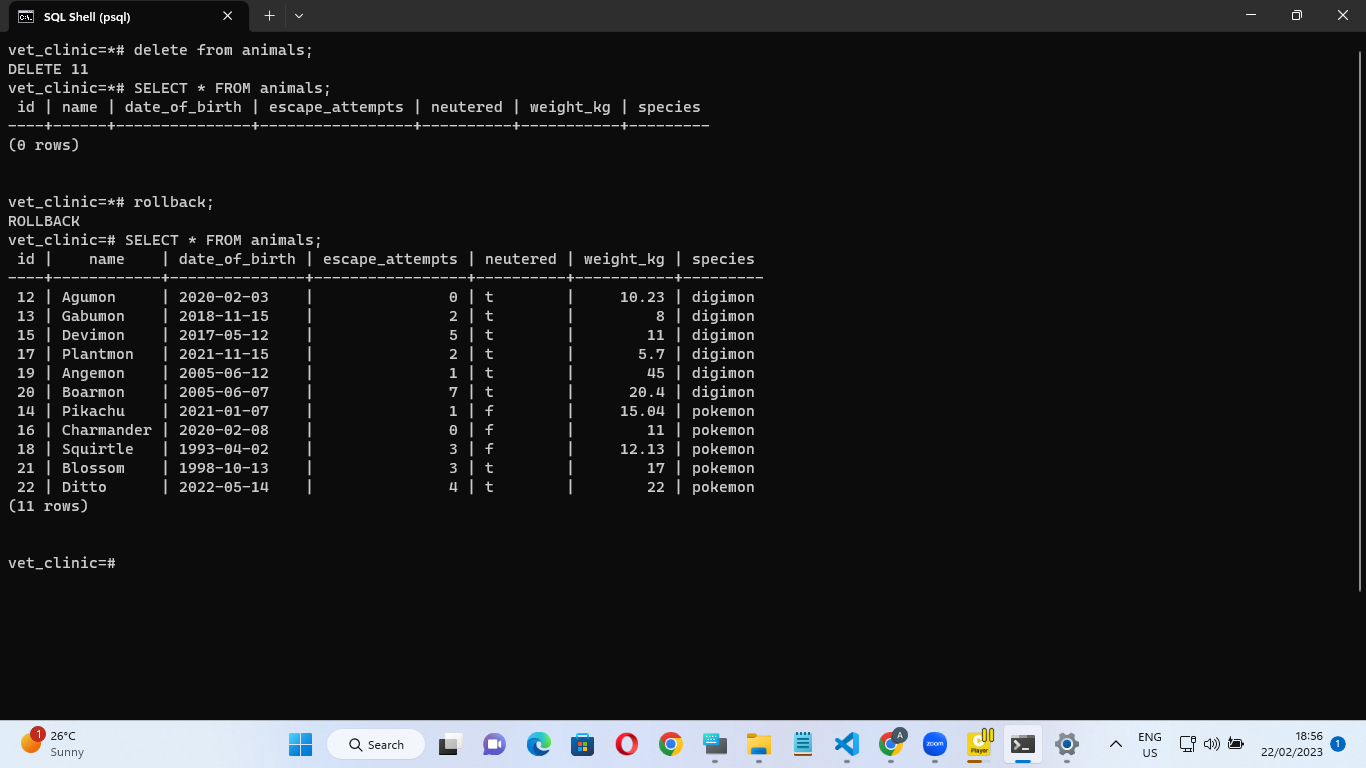 SQL Shell (psql)
vet_clinic=*# delete from animals;
DELETE 11
vet_clinic=*# SELECT * FROM animals;
 id | name | date_of_birth | escape_attempts | neutered | weight_kg | species
----+------+---------------+-----------------+----------+-----------+---------
(0 rows)
vet_clinic=*# rollback;
ROLLBACK
vet_clinic=# SELECT * FROM animals;
 id |    name    | date_of_birth | escape_attempts | neutered | weight_kg | species
----+------------+---------------+-----------------+----------+-----------+---------
 12 | Agumon     | 2020-02-03    |               0 | t        |     10.23 | digimon
 13 | Gabumon    | 2018-11-15    |               2 | t        |         8 | digimon
 15 | Devimon    | 2017-05-12    |               5 | t        |        11 | digimon
 17 | Plantmon   | 2021-11-15    |               2 | t        |       5.7 | digimon
 19 | Angemon    | 2005-06-12    |               1 | t        |        45 | digimon
 20 | Boarmon    | 2005-06-07    |               7 | t        |      20.4 | digimon
 14 | Pikachu    | 2021-01-07    |               1 | f        |     15.04 | pokemon
 16 | Charmander | 2020-02-08    |               0 | f        |        11 | pokemon
 18 | Squirtle   | 1993-04-02    |               3 | f        |     12.13 | pokemon
 21 | Blossom    | 1998-10-13    |               3 | t        |        17 | pokemon
 22 | Ditto      | 2022-05-14    |               4 | t        |        22 | pokemon
(11 rows)
vet_clinic=#
1
26°C
Sunny
Search
A
zoom
C
Player
ENG
US
18:56
22/02/2023
1